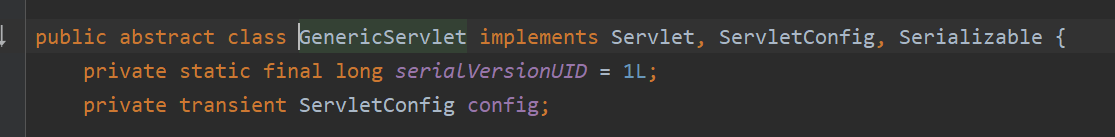 public abstract class GenericServlet implements Servlet, ServletConfig, Serializable {
private static final long serialVersionUID = 1L;
private transient ServletConfig config;